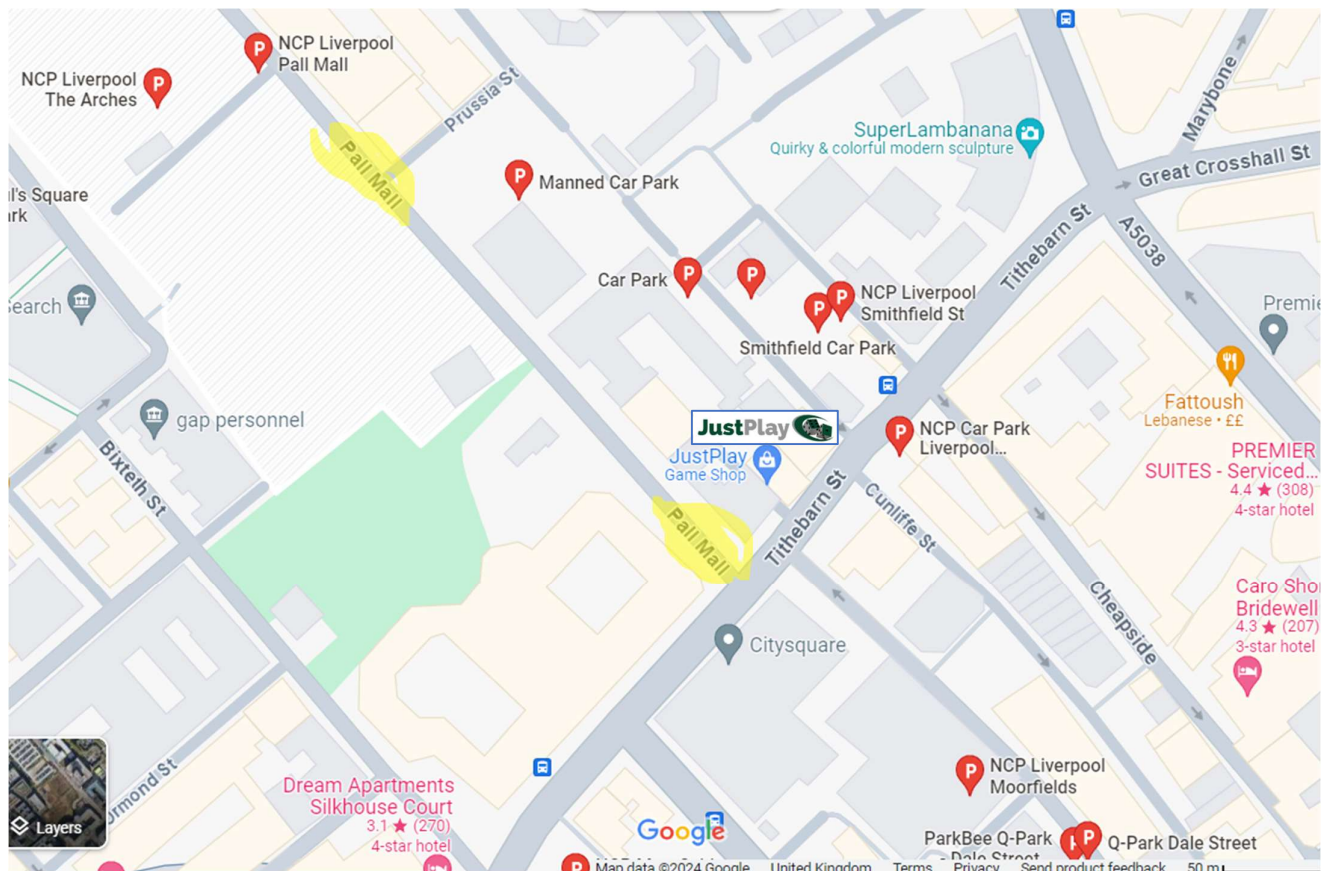 NCP Liverpool
Pall Mall
NCP Liverpool
The Arches
Prussia St
Pall Mall
Manned Car Park
SuperLambanana
Quirky & colorful modern sculpture
Marybone
Great Crosshall St
Tithebarn St
A5038
l's Square
rk
Car Park
NCP Liverpool
Smithfield St
Smithfield Car Park
earch
Premie
Fattoush
Lebanese • ££
gap personnel
JustPlay
JustPlay
Game Shop
NCP Car Park
Liverpool...
PREMIER
SUITES - Serviced...
4.4 ★ (308)
4-star hotel
Bixteth St
Pall Mall
Tithebarn St
Cunliffe St
Cheapside
Caro Sho
Bridewell
4.3 ★ (207)
3-star hotel
Citysquare
NCP Liverpool
Moorfields
Ormond St
Dream Apartments
Silkhouse Court
3.1 ★ (270)
4-star hotel
Layers
Google
ParkBee Q-Park
Dale Street
Q-Park Dale Street
Map data ©2024 Google United Kingdom Terms Privacy Send product feedback 50 m